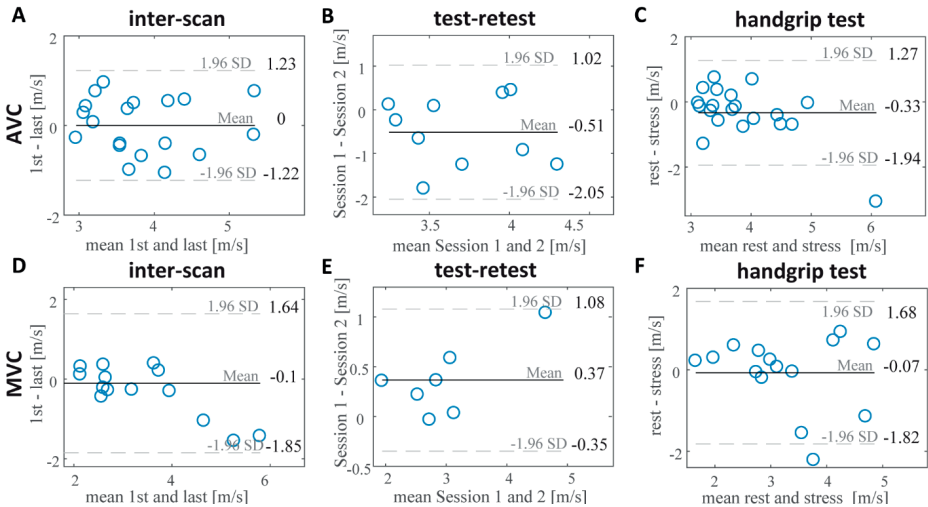 A inter-scan
AVC
1st - last [m/s]
2
0
-2
1.96 SD 1.23
Mean 0
-1.96 SD -1.22
3 4 5
mean 1st and last [m/s]
B test-retest
Session 1 - Session 2 [m/s]
1
0
-1
-2
1.96 SD 1.02
Mean -0.51
-1.96 SD -2.05
3.5 4 4.5
mean Session 1 and 2 [m/s]
C handgrip test
rest - stress [m/s]
2
0
-2
1.96 SD 1.27
Mean -0.33
-1.96 SD -1.94
3 4 5 6
mean rest and stress [m/s]
D inter-scan
MVC
1st - last [m/s]
2
0
-2
1.96 SD 1.64
Mean -0.1
-1.96 SD -1.85
2 4 6
mean 1st and last [m/s]
E test-retest
Session 1 - Session 2 [m/s]
1
0.5
0
-0.5
1.96 SD 1.08
Mean 0.37
-1.96 SD -0.35
2 3 4 5
mean Session 1 and 2 [m/s]
F handgrip test
rest - stress [m/s]
2
0
-2
1.96 SD 1.68
Mean -0.07
-1.96 SD -1.82
2 3 4 5
mean rest and stress [m/s]